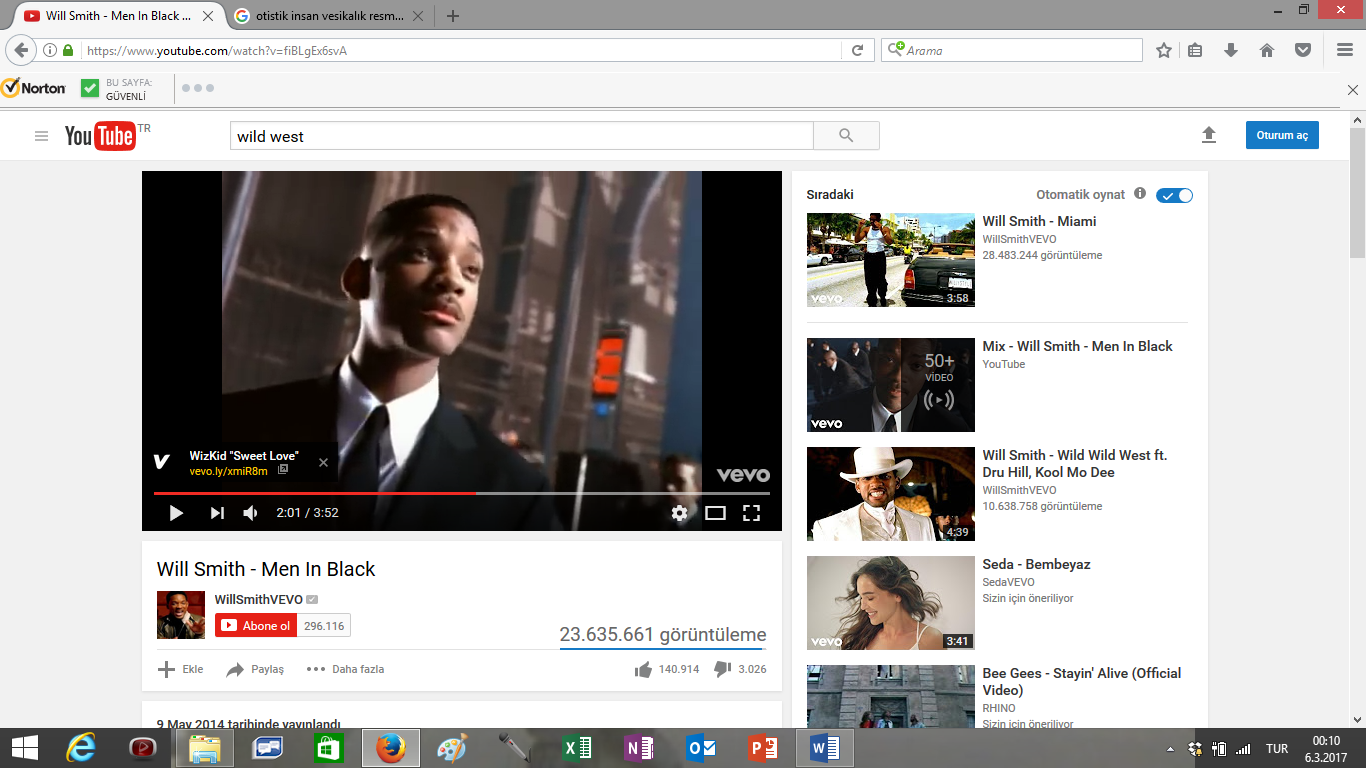 Will Smith - Men In Black ...
otistik insan vesikalık resm...
https://www.youtube.com/watch?v=fiBLgEx6svA
Arama
Norton
BU SAYFA:
GÜVENLİ
YouTube TR
wild west
Oturum aç
WizKid "Sweet Love"
vevo.ly/xmiR8m
vevo
2:01 / 3:52
Will Smith - Men In Black
WillSmithVEVO
Abone ol 296.116
23.635.661 görüntüleme
Ekle Paylaş Daha fazla 140.914 3.026
9 May 2014 tarihinde yayınlandı
Sıradaki
Otomatik oynat
vevo 3:58
Will Smith - Miami
WillSmithVEVO
28.483.244 görüntüleme
50+
VİDEO
vevo
Mix - Will Smith - Men In Black
YouTube
4:39
Will Smith - Wild Wild West ft.
Dru Hill, Kool Mo Dee
WillSmithVEVO
10.638.758 görüntüleme
vevo 3:41
Seda - Bembeyaz
SedaVEVO
Sizin için öneriliyor
Bee Gees - Stayin' Alive (Official
Video)
RHINO
Sizin için öneriliyor
TUR
00:10
6.3.2017